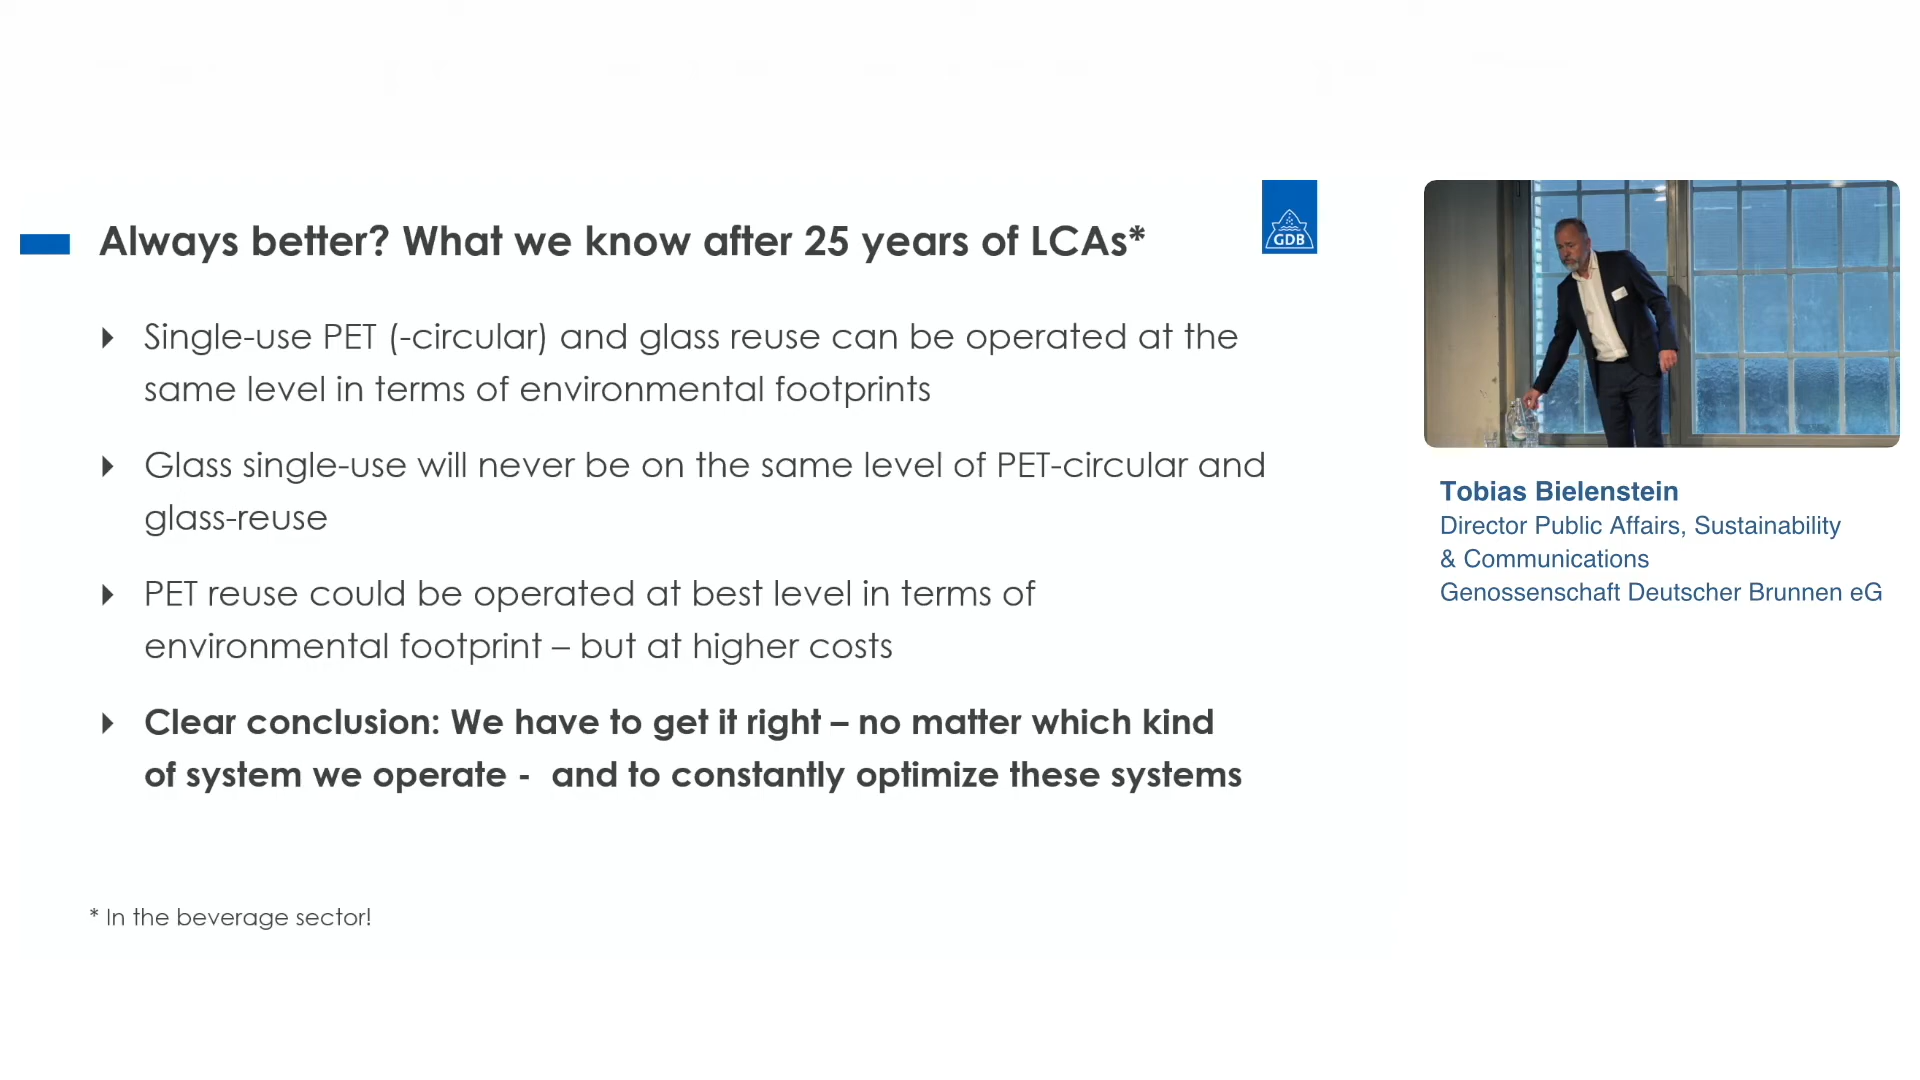 Always better? What we know after 25 years of LCAs*
GDB
Single-use PET (-circular) and glass reuse can be operated at the
same level in terms of environmental footprints
Glass single-use will never be on the same level of PET-circular and
glass-reuse
PET reuse could be operated at best level in terms of
environmental footprint – but at higher costs
Clear conclusion: We have to get it right – no matter which kind
of system we operate - and to constantly optimize these systems
* In the beverage sector!
Tobias Bielenstein
Director Public Affairs, Sustainability
& Communications
Genossenschaft Deutscher Brunnen eG